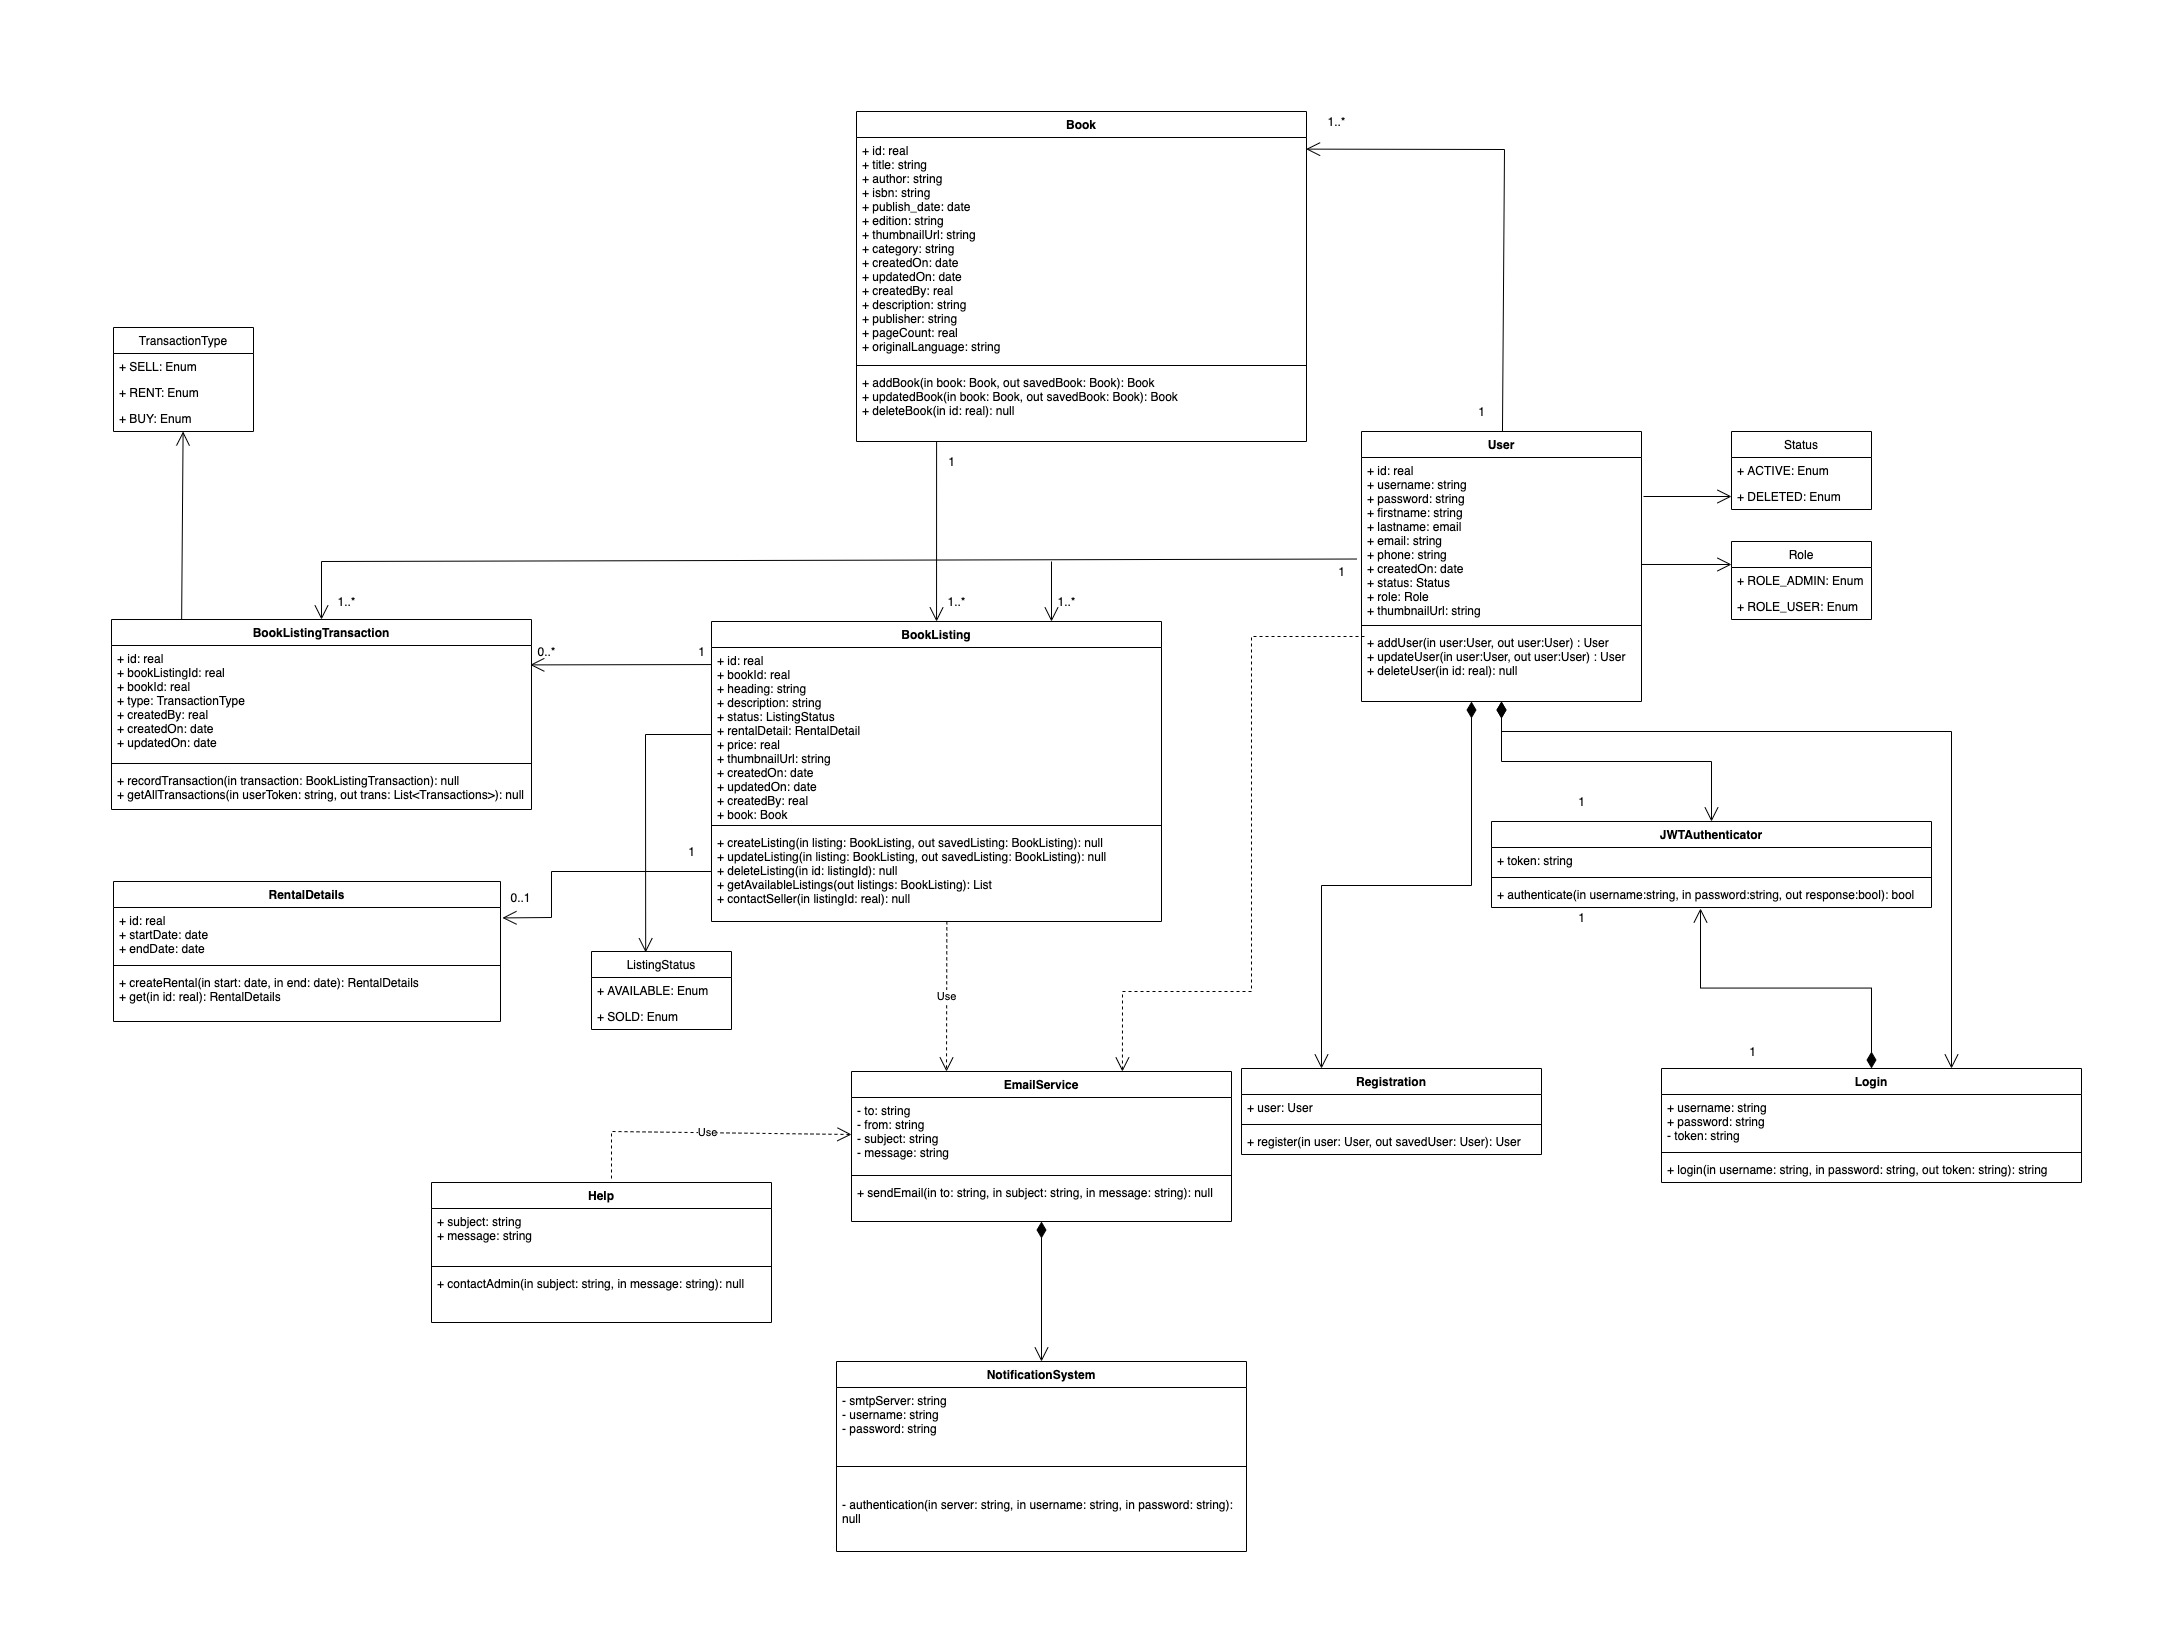 Book
+ id: real
+ title: string
+ author: string
+ isbn: string
+ publish_date: date
+ edition: string
+ thumbnailUrl: string
+ category: string
+ createdOn: date
+ updatedOn: date
+ createdBy: real
+ description: string
+ publisher: string
+ pageCount: real
+ originalLanguage: string
+ addBook(in book: Book, out savedBook: Book): Book
+ updatedBook(in book: Book, out savedBook: Book): Book
+ deleteBook(in id: real): null
1..*
1
TransactionType
+ SELL: Enum
+ RENT: Enum
+ BUY: Enum
1
User
+ id: real
+ username: string
+ password: string
+ firstname: string
+ lastname: email
+ email: string
+ phone: string
+ createdOn: date
+ status: Status
+ role: Role
+ thumbnailUrl: string
+ addUser(in user:User, out user:User) : User
+ updateUser(in user:User, out user:User) : User
+ deleteUser(in id: real): null
Status
+ ACTIVE: Enum
+ DELETED: Enum
Role
+ ROLE_ADMIN: Enum
+ ROLE_USER: Enum
1
1..*
1..*
1..*
BookListingTransaction
+ id: real
+ bookListingId: real
+ bookId: real
+ type: TransactionType
+ createdBy: real
+ createdOn: date
+ updatedOn: date
+ recordTransaction(in transaction: BookListingTransaction): null
+ getAllTransactions(in userToken: string, out trans: List<Transactions>): null
0..*
1
BookListing
+ id: real
+ bookId: real
+ heading: string
+ description: string
+ status: ListingStatus
+ rentalDetail: RentalDetail
+ price: real
+ thumbnailUrl: string
+ createdOn: date
+ updatedOn: date
+ createdBy: real
+ book: Book
+ createListing(in listing: BookListing, out savedListing: BookListing): null
+ updateListing(in listing: BookListing, out savedListing: BookListing): null
+ deleteListing(in id: listingId): null
+ getAvailableListings(out listings: BookListing): List
+ contactSeller(in listingId: real): null
1
0..1
RentalDetails
+ id: real
+ startDate: date
+ endDate: date
+ createRental(in start: date, in end: date): RentalDetails
+ get(in id: real): RentalDetails
ListingStatus
+ AVAILABLE: Enum
+ SOLD: Enum
1
JWTAuthenticator
+ token: string
+ authenticate(in username:string, in password:string, out response:bool): bool
1
Use
1
EmailService
- to: string
- from: string
- subject: string
- message: string
+ sendEmail(in to: string, in subject: string, in message: string): null
Registration
+ user: User
+ register(in user: User, out savedUser: User): User
Login
+ username: string
+ password: string
- token: string
+ login(in username: string, in password: string, out token: string): string
Use
Help
+ subject: string
+ message: string
+ contactAdmin(in subject: string, in message: string): null
NotificationSystem
- smtpServer: string
- username: string
- password: string
- authentication(in server: string, in username: string, in password: string):
null